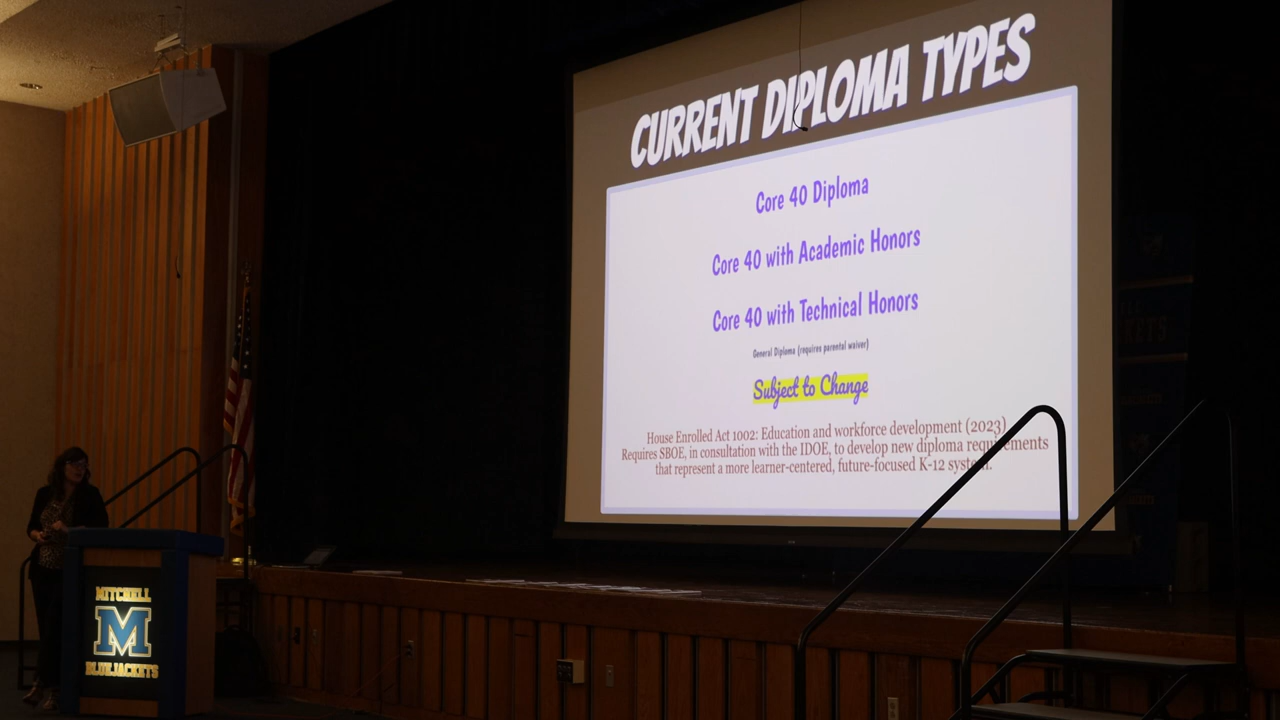 CURRENT DIPLOMA TYPES
Core 40 Diploma
Core 40 with Academic Honors
Core 40 with Technical Honors
General Diploma (requires parental waiver)
Subject to Change
House Enrolled Act 1002: Education and workforce development (2023)
Requires SBOE, in consultation with the IDOE, to develop new diploma requirements
that represent a more learner-centered, future-focused K-12 system.
MITCHELL
M
BLUEJACKETS